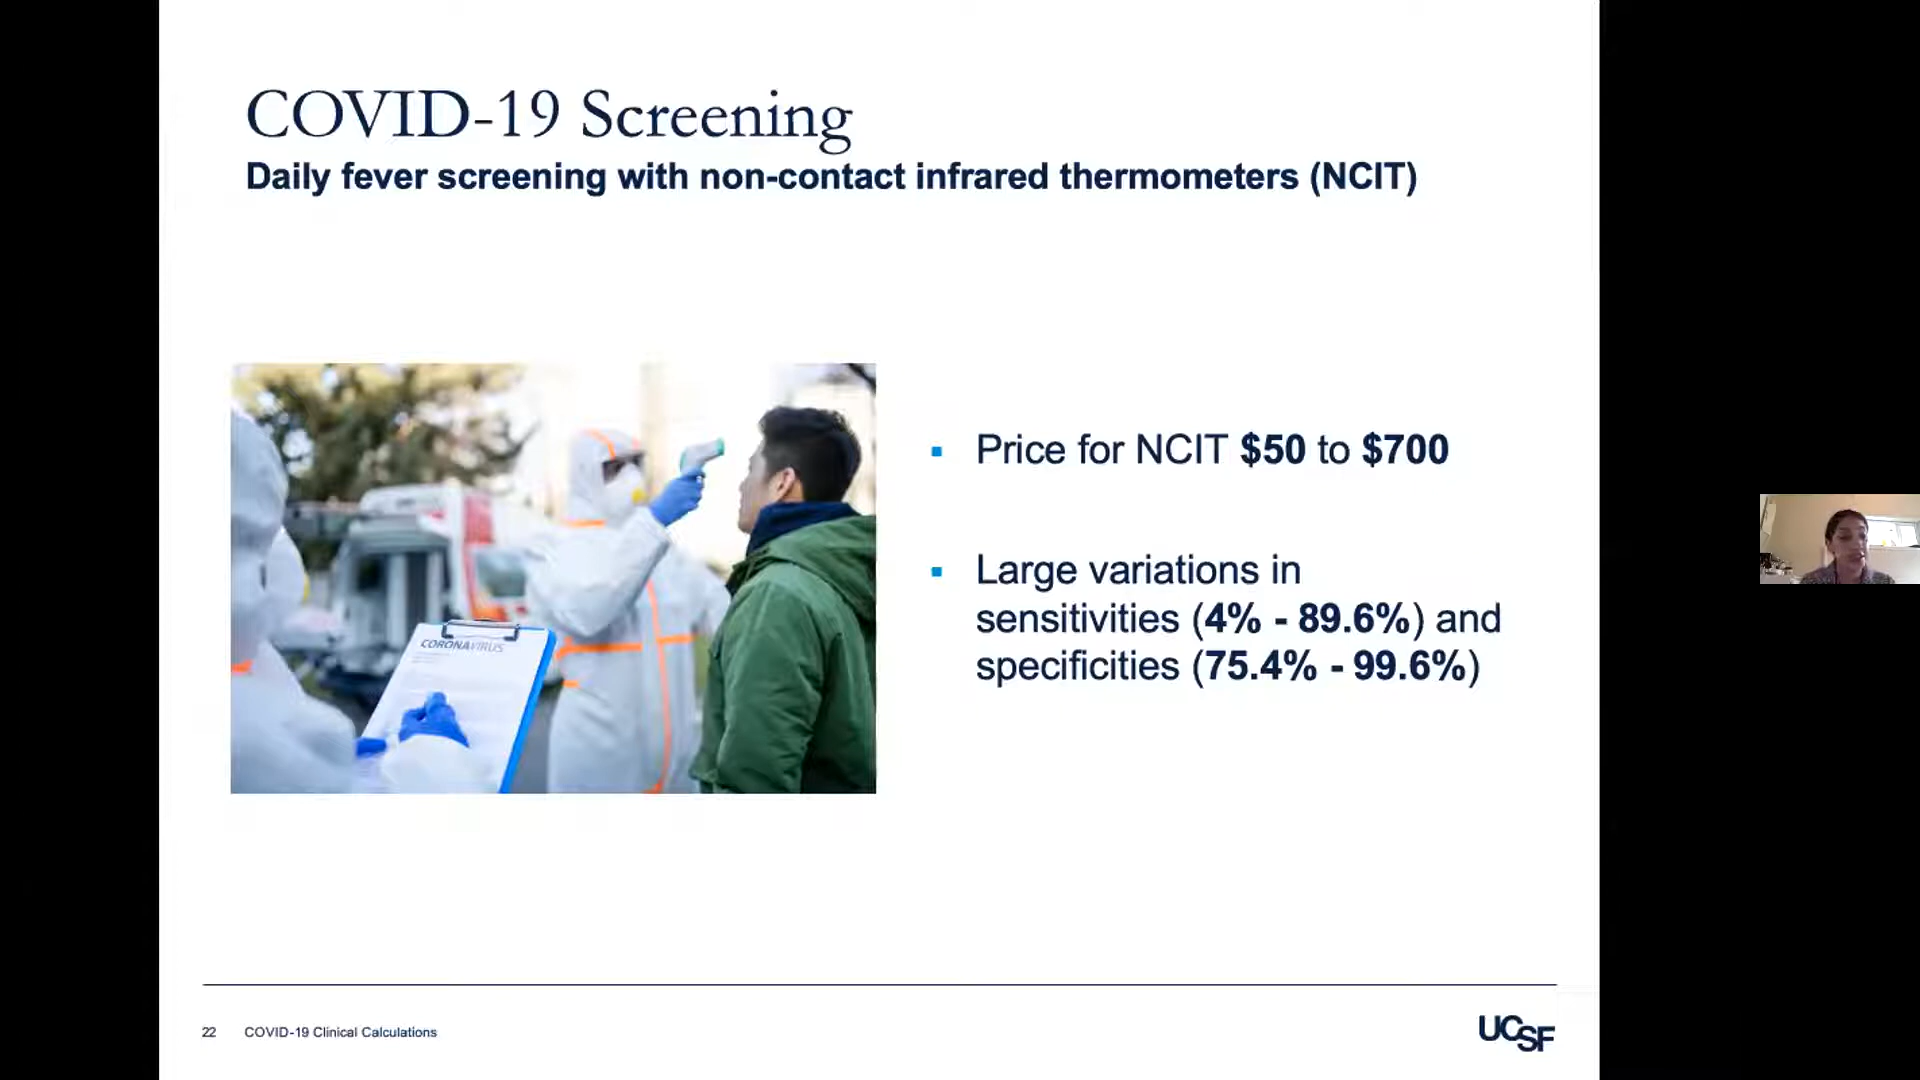 COVID-19 Screening
Daily fever screening with non-contact infrared thermometers (NCIT)
CORONAVIRUS
▪ Price for NCIT $50 to $700
▪ Large variations in
sensitivities (4% - 89.6%) and
specificities (75.4% - 99.6%)
22 COVID-19 Clinical Calculations
UCSF